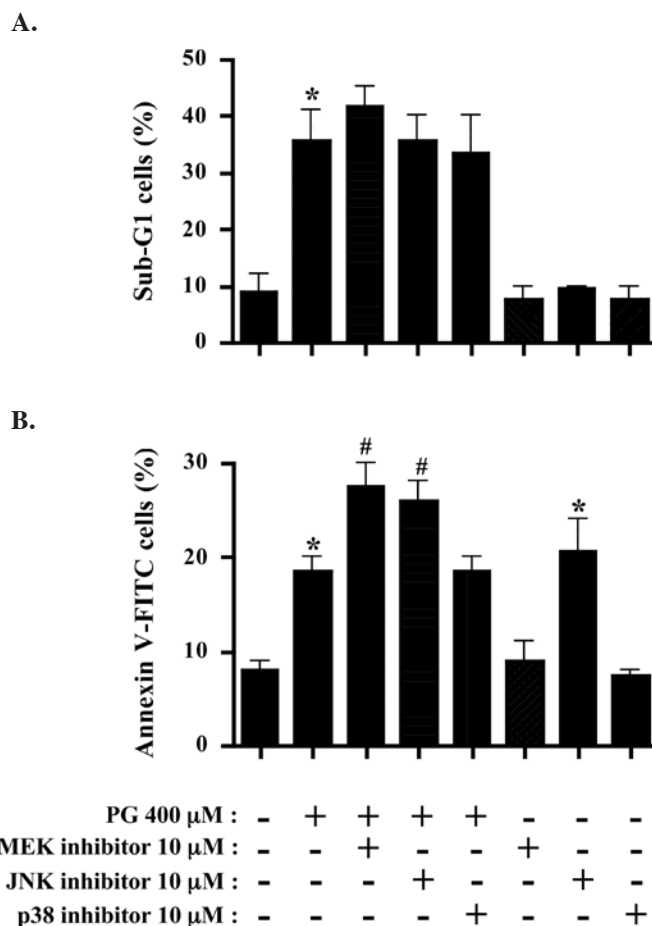 A.
Sub-G1 cells (%)
50
40
30
20
10
0
*
B.
Annexin V-FITC cells (%)
30
20
10
0
*
#
#
*
PG 400 µM : - + + + + - - -
MEK inhibitor 10 µM : - - + - - + - -
JNK inhibitor 10 µM : - - - + - - + -
p38 inhibitor 10 µM : - - - - + - - +